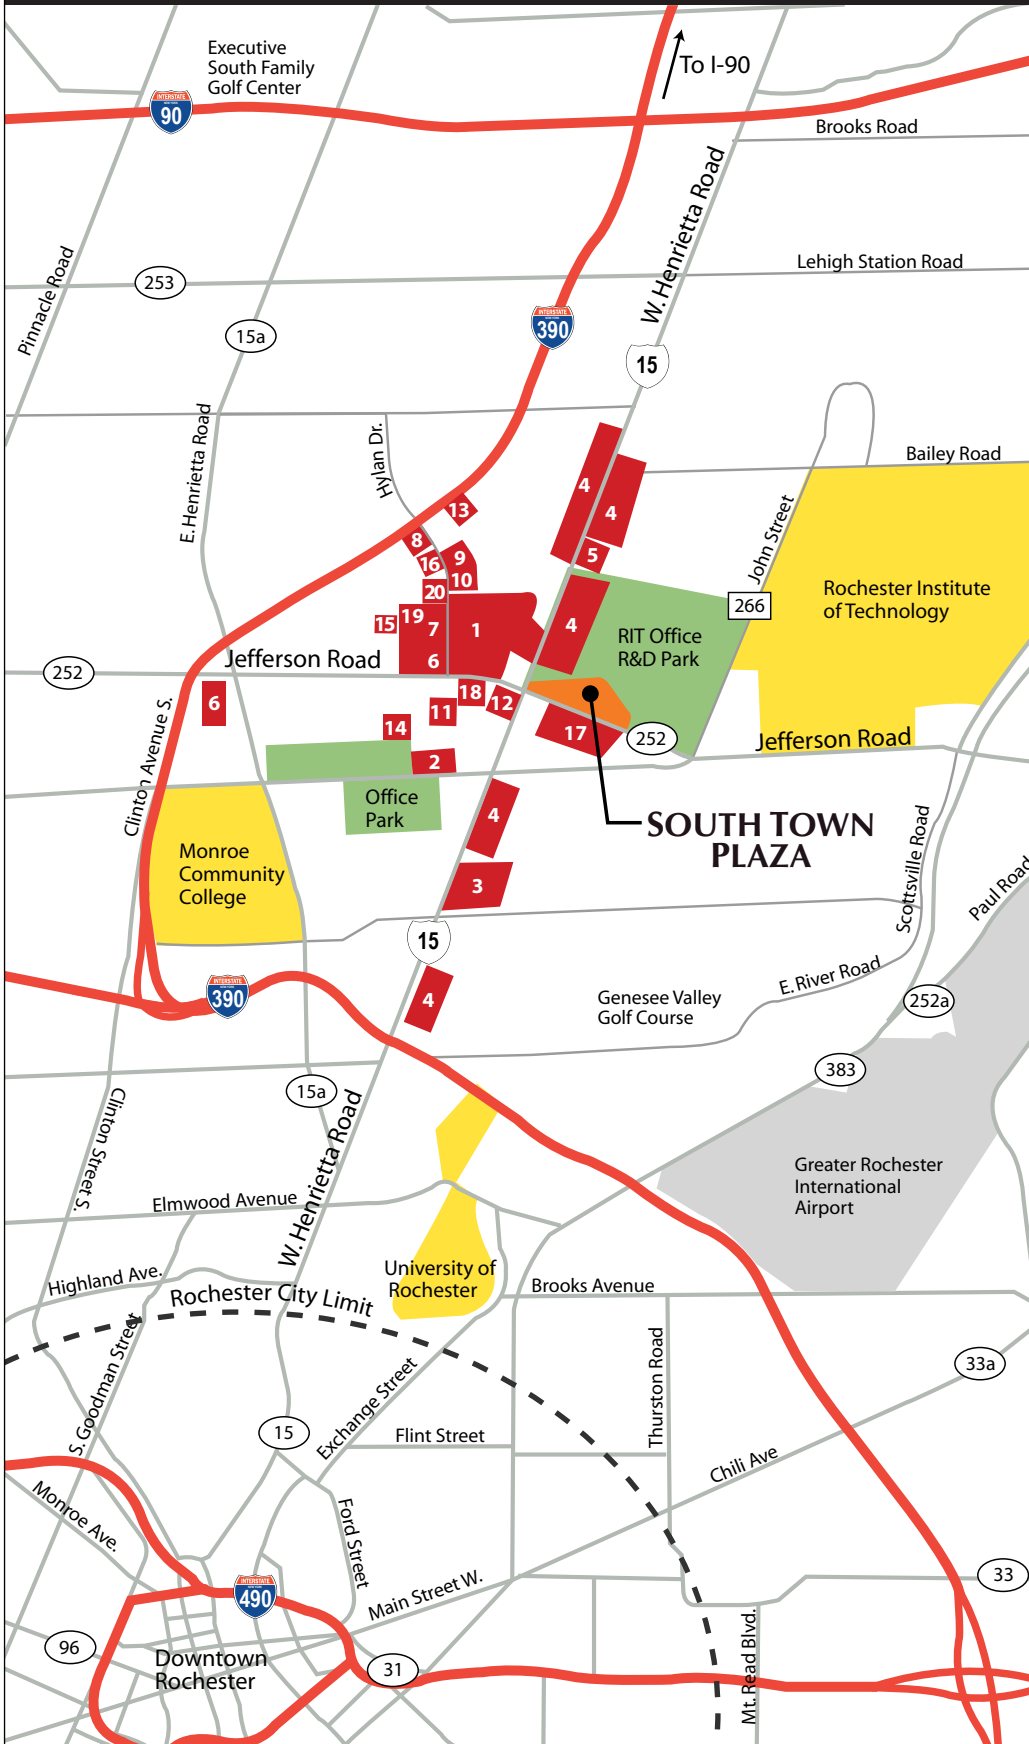 Executive
South Family
Golf Center
To I-90
INTERSTATE
90
Brooks Road
W. Henrietta Road
Lehigh Station Road
Pinnacle Road
253
15a
INTERSTATE
390
15
E. Henrietta Road
Hylan Dr.
Bailey Road
4
4
13
John Street
8
16
9
5
10
20
Rochester Institute
of Technology
266
19
15
7
1
4
RIT Office
R&D Park
6
Jefferson Road
252
18
12
6
11
14
17
252
Jefferson Road
2
Clinton Avenue S.
Office
Park
4
SOUTH TOWN
PLAZA
Monroe
Community
College
3
Scottsville Road
Paul Road
15
INTERSTATE
390
4
E. River Road
Genesee Valley
Golf Course
252a
383
15a
Clinton Street S.
W. Henrietta Road
Greater Rochester
International
Airport
Elmwood Avenue
University of
Rochester
Highland Ave.
Rochester City Limit
Brooks Avenue
S. Goodman Street
Thurston Road
33a
Exchange Street
15
Flint Street
Chili Ave
Monroe Ave.
Ford Street
INTERSTATE
490
Main Street W.
33
96
Downtown
Rochester
31
Mt. Read Blvd.